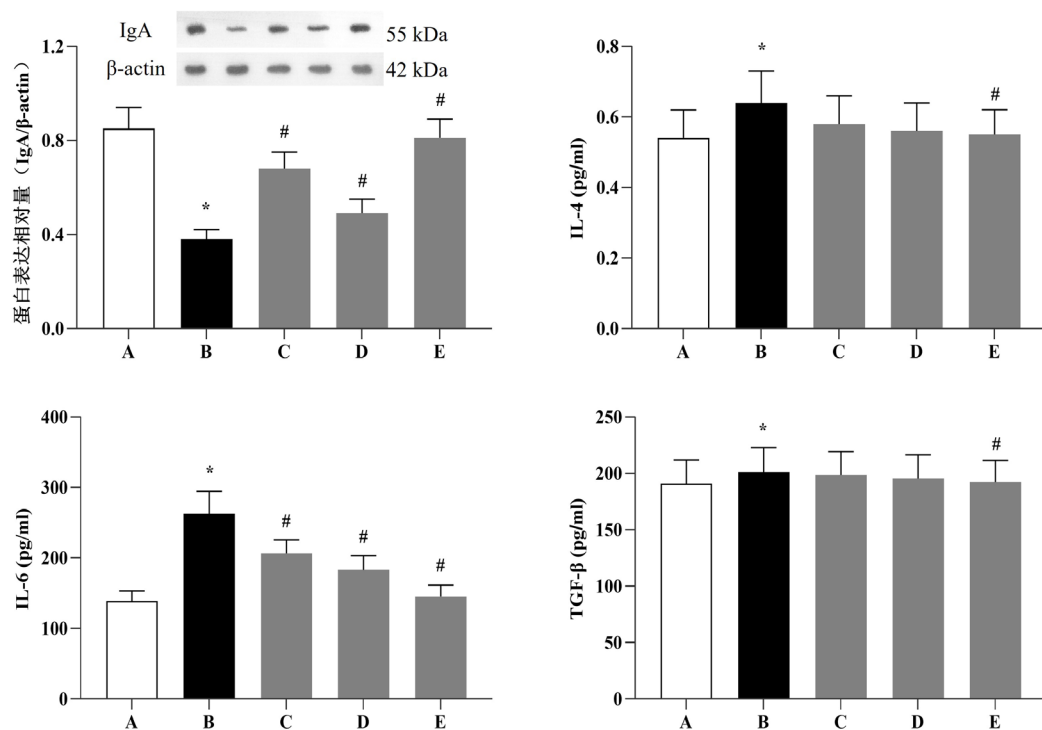 IgA
55 kDa
β-actin
42 kDa
蛋白表达相对量（IgA/β-actin）
1.2
0.8
0.4
0.0
*
#
#
#
A
B
C
D
E
IL-4 (pg/ml)
0.8
0.6
0.4
0.2
0.0
*
#
A
B
C
D
E
IL-6 (pg/ml)
400
300
200
100
0
*
#
#
#
A
B
C
D
E
TGF-β (pg/ml)
250
200
150
100
50
0
*
#
A
B
C
D
E